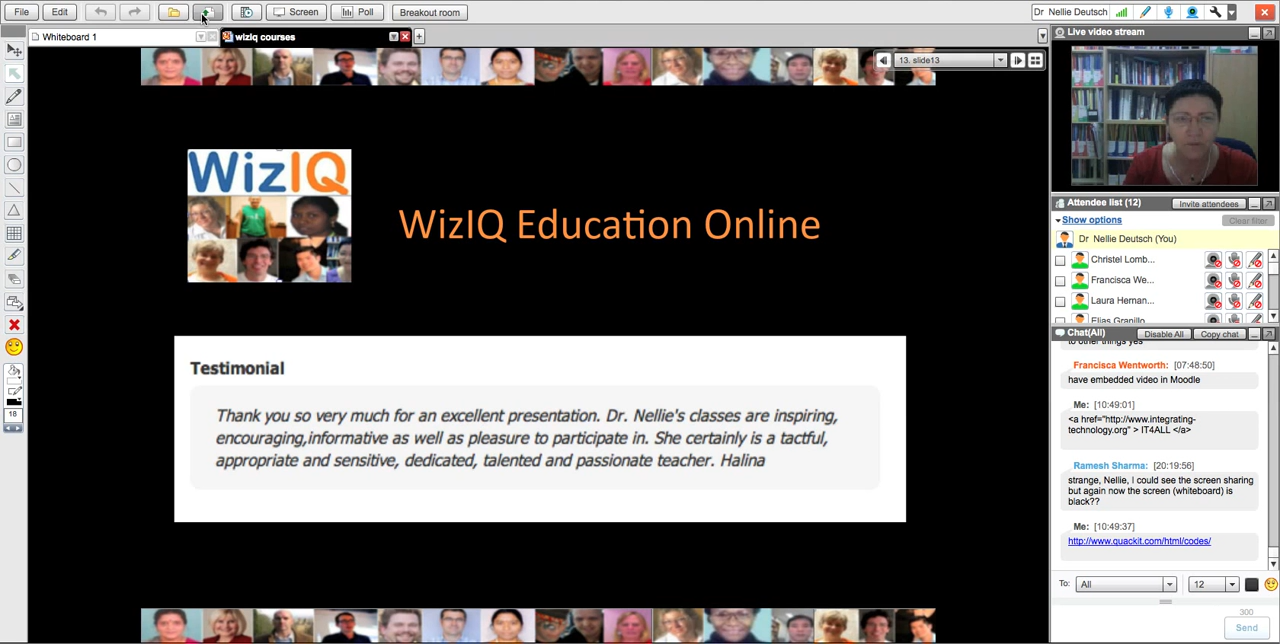 File
Edit
Screen
Poll
Breakout room
Dr Nellie Deutsch
Whiteboard 1
wiziq courses
13. slide13
WizIQ
WizIQ Education Online
Testimonial
Thank you so very much for an excellent presentation. Dr. Nellie's classes are inspiring,
encouraging,informative as well as pleasure to participate in. She certainly is a tactful,
appropriate and sensitive, dedicated, talented and passionate teacher. Halina
18
Live video stream
Attendee list (12)
Invite attendees
Show options
Clear filter
Dr Nellie Deutsch (You)
Christel Lomb...
Francisca We...
Laura Hernan...
Elias Granillo
Chat(All)
Disable All
Copy chat
to other things yes
Francisca Wentworth: [07:48:50]
have embedded video in Moodle
Me: [10:49:01]
<a href="http://www.integrating-
technology.org" > IT4ALL </a>
Ramesh Sharma: [20:19:56]
strange, Nellie, I could see the screen sharing
but again now the screen (whiteboard) is
black??
Me: [10:49:37]
http://www.quackit.com/html/codes/
To:
All
12
300
Send